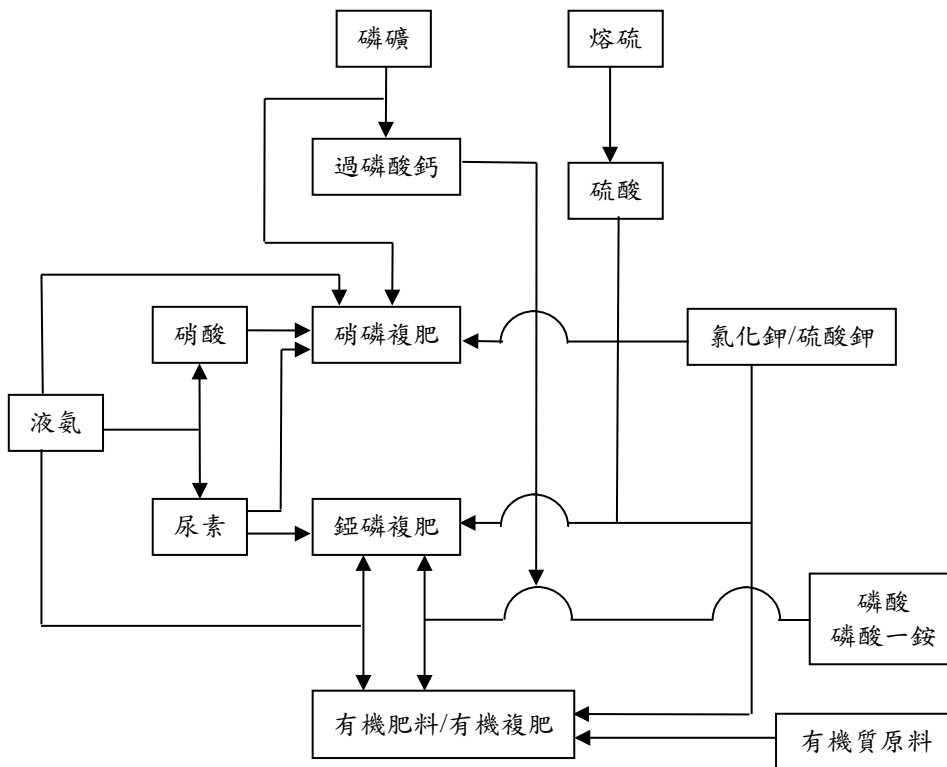 磷礦
熔硫
過磷酸鈣
硫酸
硝酸
硝磷複肥
氯化鉀/硫酸鉀
液氨
尿素
錏磷複肥
磷酸
磷酸一銨
有機肥料/有機複肥
有機質原料